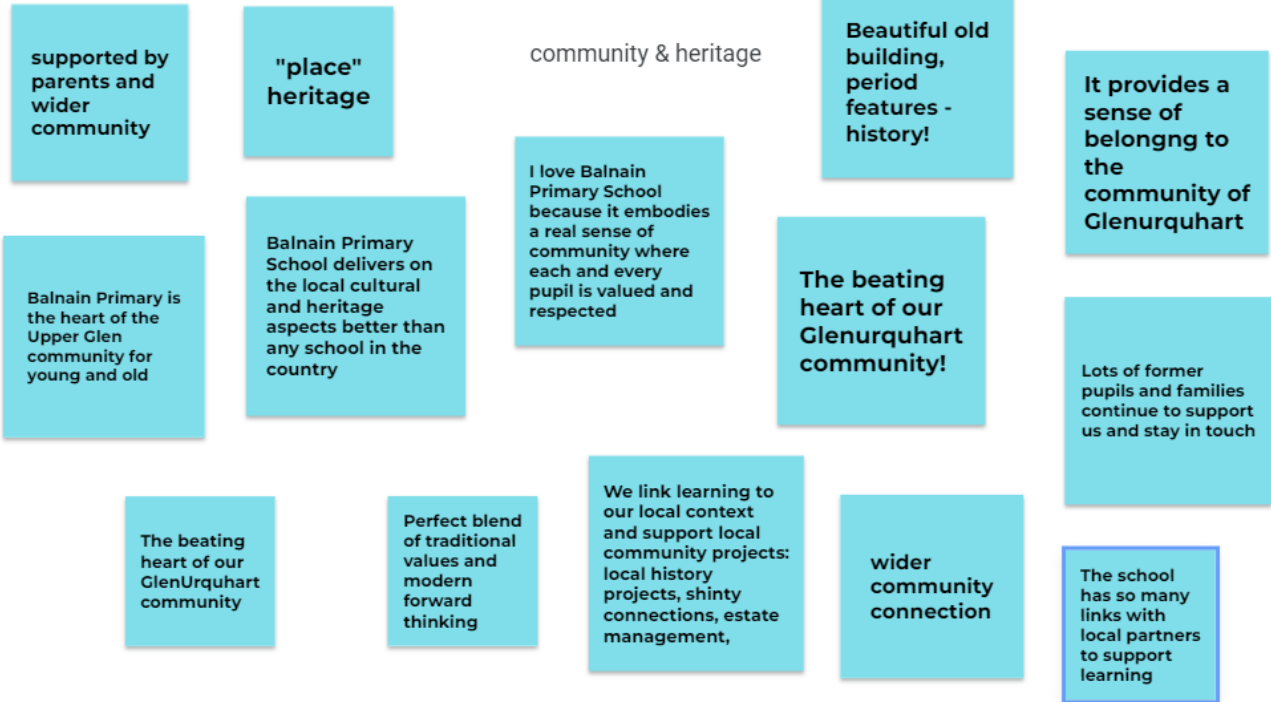 supported by
parents and
wider
community
"place"
heritage
community & heritage
Beautiful old
building,
period
features -
history!
It provides a
sense of
belongng to
the
community of
Glenurquhart
Balnain Primary is
the heart of the
Upper Glen
community for
young and old
Balnain Primary
School delivers on
the local cultural
and heritage
aspects better than
any school in the
country
I love Balnain
Primary School
because it embodies
a real sense of
community where
each and every
pupil is valued and
respected
The beating
heart of our
Glenurquhart
community!
Lots of former
pupils and families
continue to support
us and stay in touch
The beating
heart of our
GlenUrquhart
community
Perfect blend
of traditional
values and
modern
forward
thinking
We link learning to
our local context
and support local
community projects:
local history
projects, shinty
connections, estate
management,
wider
community
connection
The school
has so many
links with
local partners
to support
learning